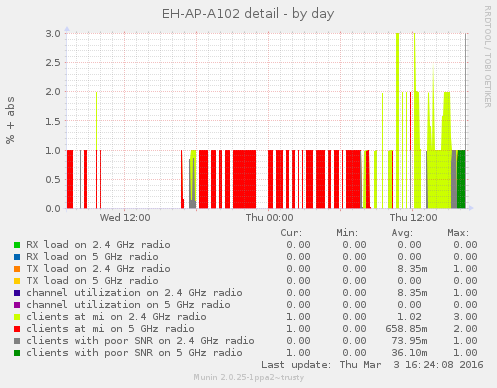 EH-AP-A102 detail - by day
RRDTOOL / TOBI OETIKER
% + abs
3.0
2.5
2.0
1.5
1.0
0.5
0.0
Wed 12:00 Thu 00:00 Thu 12:00
Cur: Min: Avg: Max:
RX load on 2.4 GHz radio 0.00 0.00 0.00 0.00
RX load on 5 GHz radio 0.00 0.00 0.00 0.00
TX load on 2.4 GHz radio 0.00 0.00 8.35m 1.00
TX load on 5 GHz radio 0.00 0.00 0.00 0.00
channel utilization on 2.4 GHz radio 0.00 0.00 8.35m 1.00
channel utilization on 5 GHz radio 0.00 0.00 0.00 0.00
clients at mi on 2.4 GHz radio 1.00 0.00 1.02 3.00
clients at mi on 5 GHz radio 1.00 0.00 658.85m 2.00
clients with poor SNR on 2.4 GHz radio 0.00 0.00 73.95m 1.00
clients with poor SNR on 5 GHz radio 1.00 0.00 36.10m 1.00
Last update: Thu Mar 3 16:24:08 2016
Munin 2.0.25-1ppa2~trusty